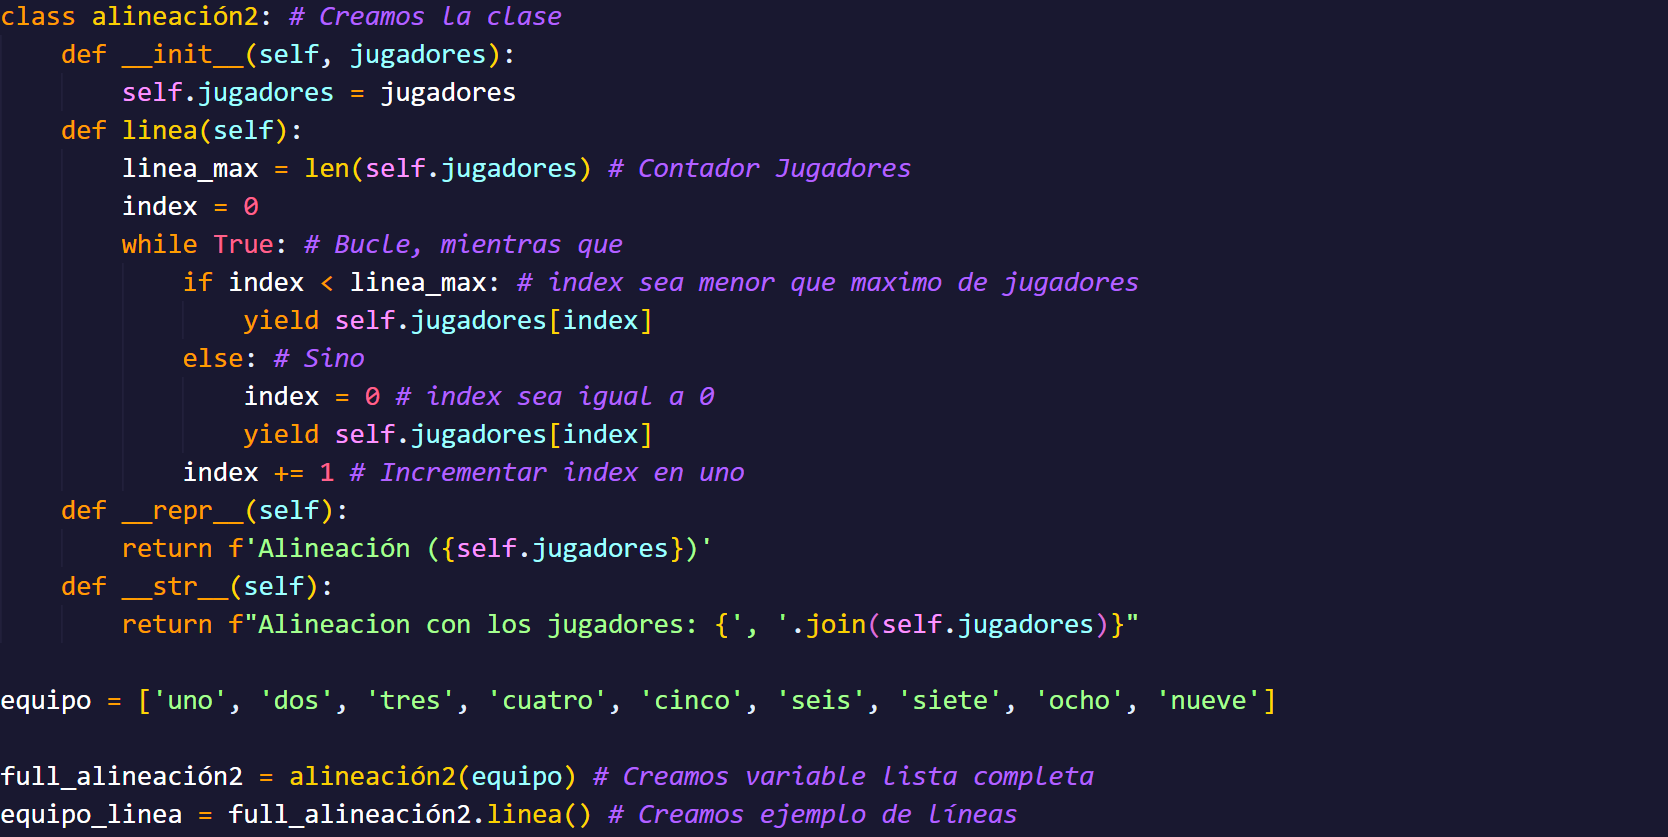 class alineación2: # Creamos la clase
    def __init__(self, jugadores):
        self.jugadores = jugadores
    def linea(self):
        linea_max = len(self.jugadores) # Contador Jugadores
        index = 0
        while True: # Bucle, mientras que
            if index < linea_max: # index sea menor que maximo de jugadores
                yield self.jugadores[index]
            else: # Sino
                index = 0 # index sea igual a 0
                yield self.jugadores[index]
            index += 1 # Incrementar index en uno
    def __repr__(self):
        return f'Alineación ({self.jugadores})'
    def __str__(self):
        return f"Alineacion con los jugadores: {', '.join(self.jugadores)}"

equipo = ['uno', 'dos', 'tres', 'cuatro', 'cinco', 'seis', 'siete', 'ocho', 'nueve']

full_alineación2 = alineación2(equipo) # Creamos variable lista completa
equipo_linea = full_alineación2.linea() # Creamos ejemplo de líneas